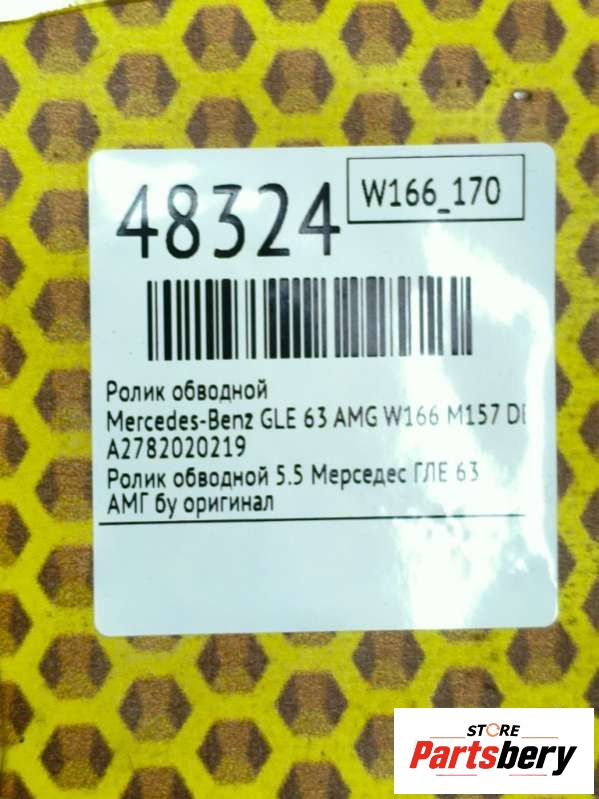 48324
W166_170
Ролик обводной
Mercedes-Benz GLE 63 AMG W166 M157 DE
A2782020219
Ролик обводной 5.5 Мерседес ГЛЕ 63
АМГ бу оригинал
STORE
Partsbery